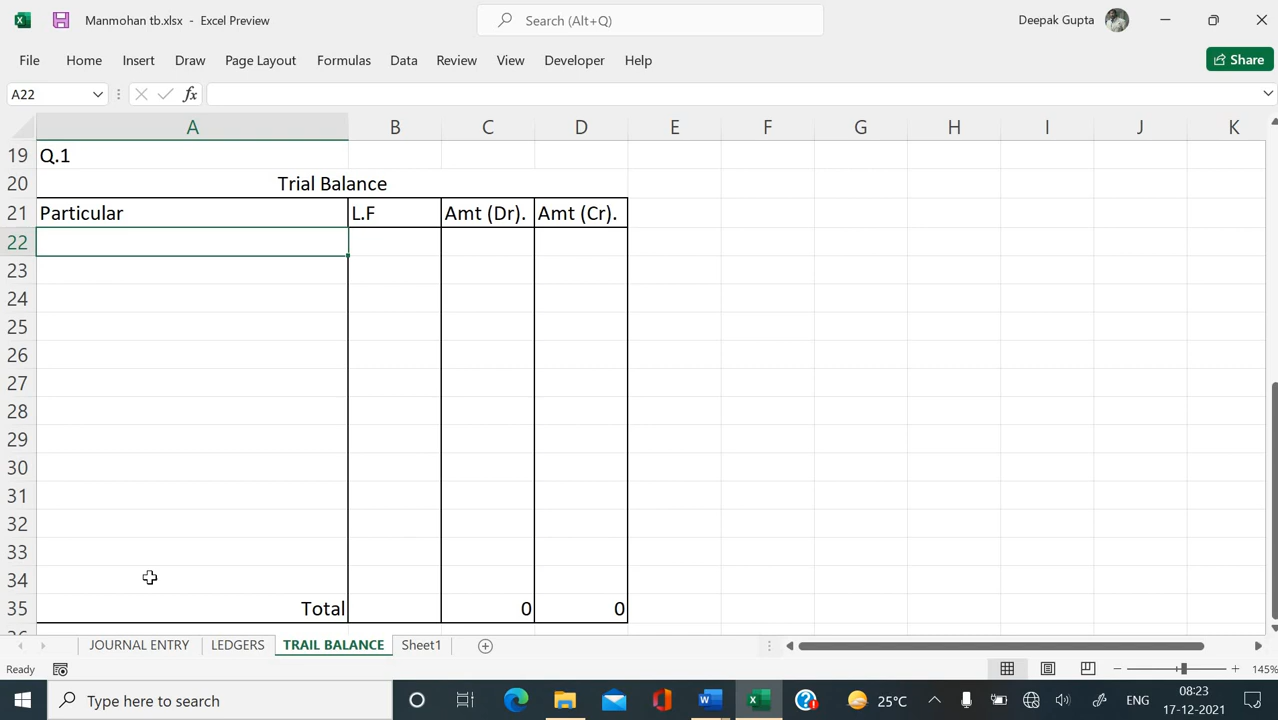 Manmohan tb.xlsx - Excel Preview
Search (Alt+Q)
Deepak Gupta
File Home Insert Draw Page Layout Formulas Data Review View Developer Help
Share
A22
fx
A B C D E F G H I J K
19 Q.1
20 Trial Balance
21 Particular L.F Amt (Dr). Amt (Cr).
22
23
24
25
26
27
28
29
30
31
32
33
34
35 Total 0 0
JOURNAL ENTRY LEDGERS TRAIL BALANCE Sheet1
Ready
145%
Type here to search
25°C
ENG
08:23
17-12-2021